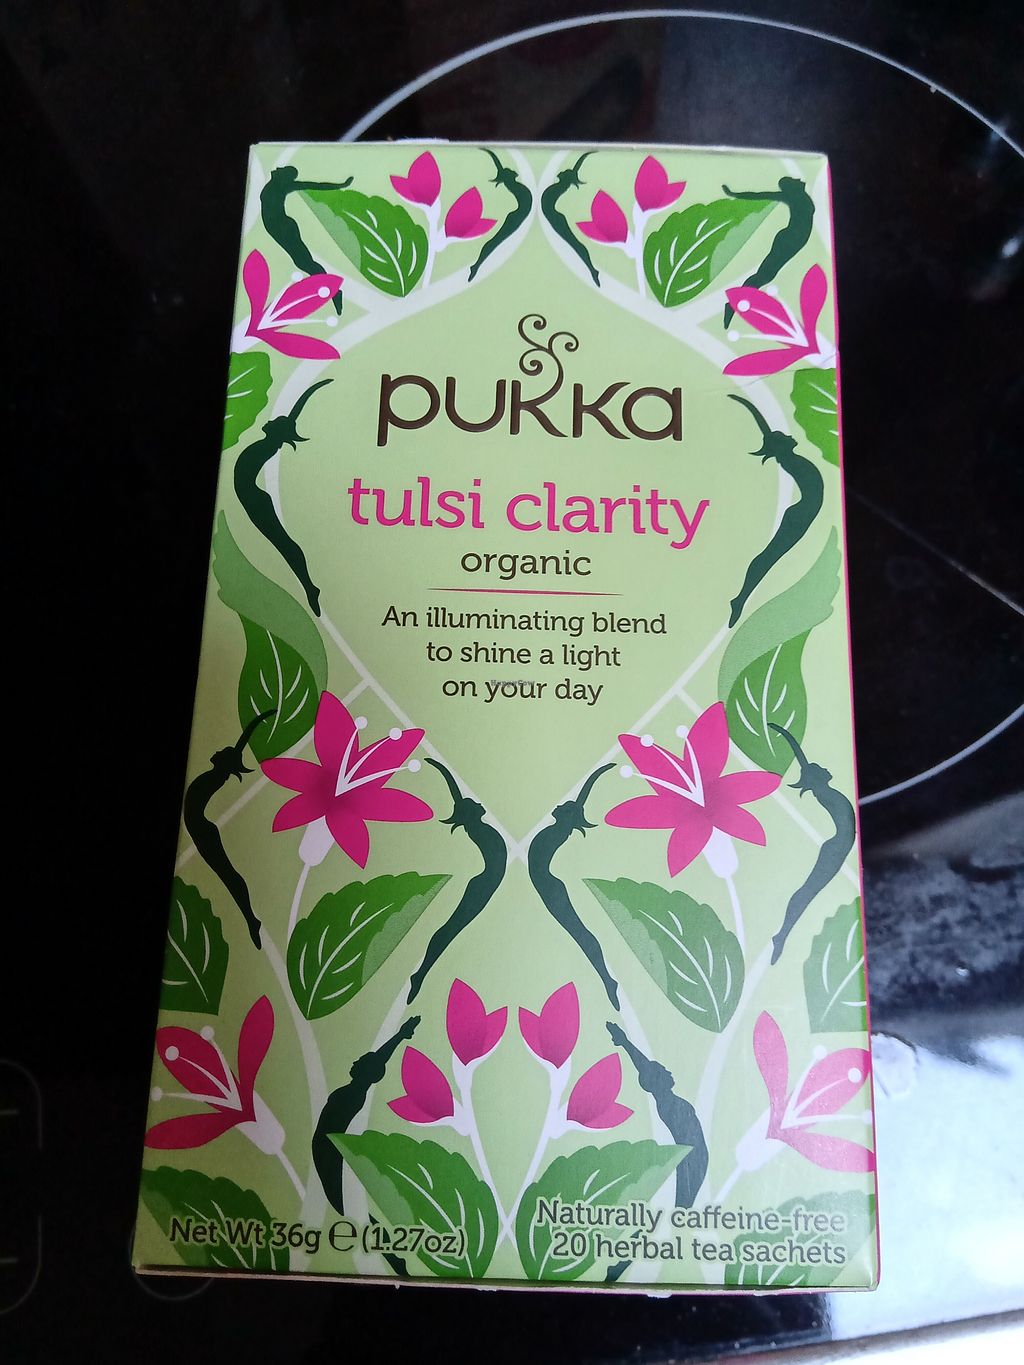 pukka
tulsi clarity
organic
An illuminating blend
to shine a light
on your day
HappyCow
Net Wt 36g ℮ (1.27oz)
Naturally caffeine-free
20 herbal tea sachets